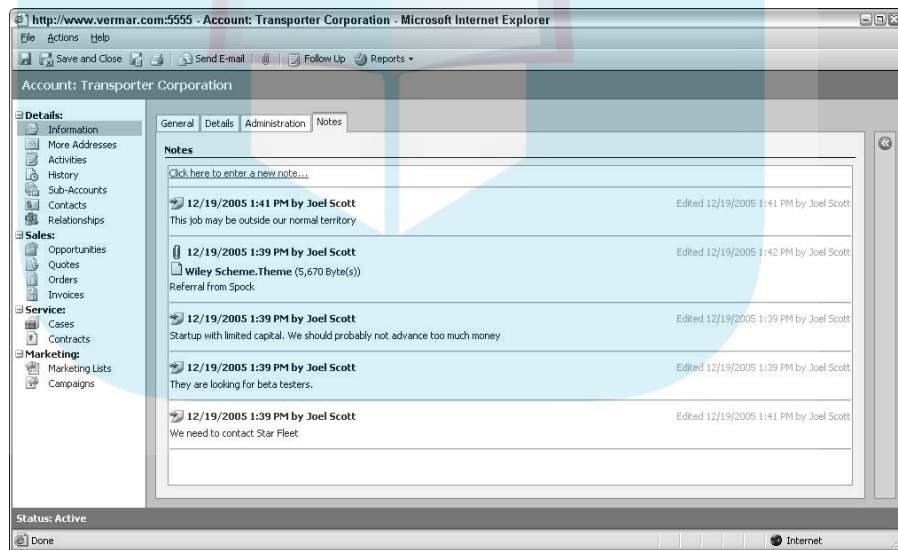 http://www.vermar.com:5555 - Account: Transporter Corporation - Microsoft Internet Explorer
File Actions Help
Save and Close Send E-mail Follow Up Reports
Account: Transporter Corporation
Details:
Information
More Addresses
Activities
History
Sub-Accounts
Contacts
Relationships
Sales:
Opportunities
Quotes
Orders
Invoices
Service:
Cases
Contracts
Marketing:
Marketing Lists
Campaigns
General Details Administration Notes
Notes
Click here to enter a new note...
12/19/2005 1:41 PM by Joel Scott Edited 12/19/2005 1:41 PM by Joel Scott
This job may be outside our normal territory
12/19/2005 1:39 PM by Joel Scott Edited 12/19/2005 1:42 PM by Joel Scott
Wiley Scheme.Theme (5,670 Byte(s))
Referral from Spock
12/19/2005 1:39 PM by Joel Scott Edited 12/19/2005 1:39 PM by Joel Scott
Startup with limited capital. We should probably not advance too much money
12/19/2005 1:39 PM by Joel Scott Edited 12/19/2005 1:39 PM by Joel Scott
They are looking for beta testers.
12/19/2005 1:39 PM by Joel Scott Edited 12/19/2005 1:41 PM by Joel Scott
We need to contact Star Fleet
Status: Active
Done Internet